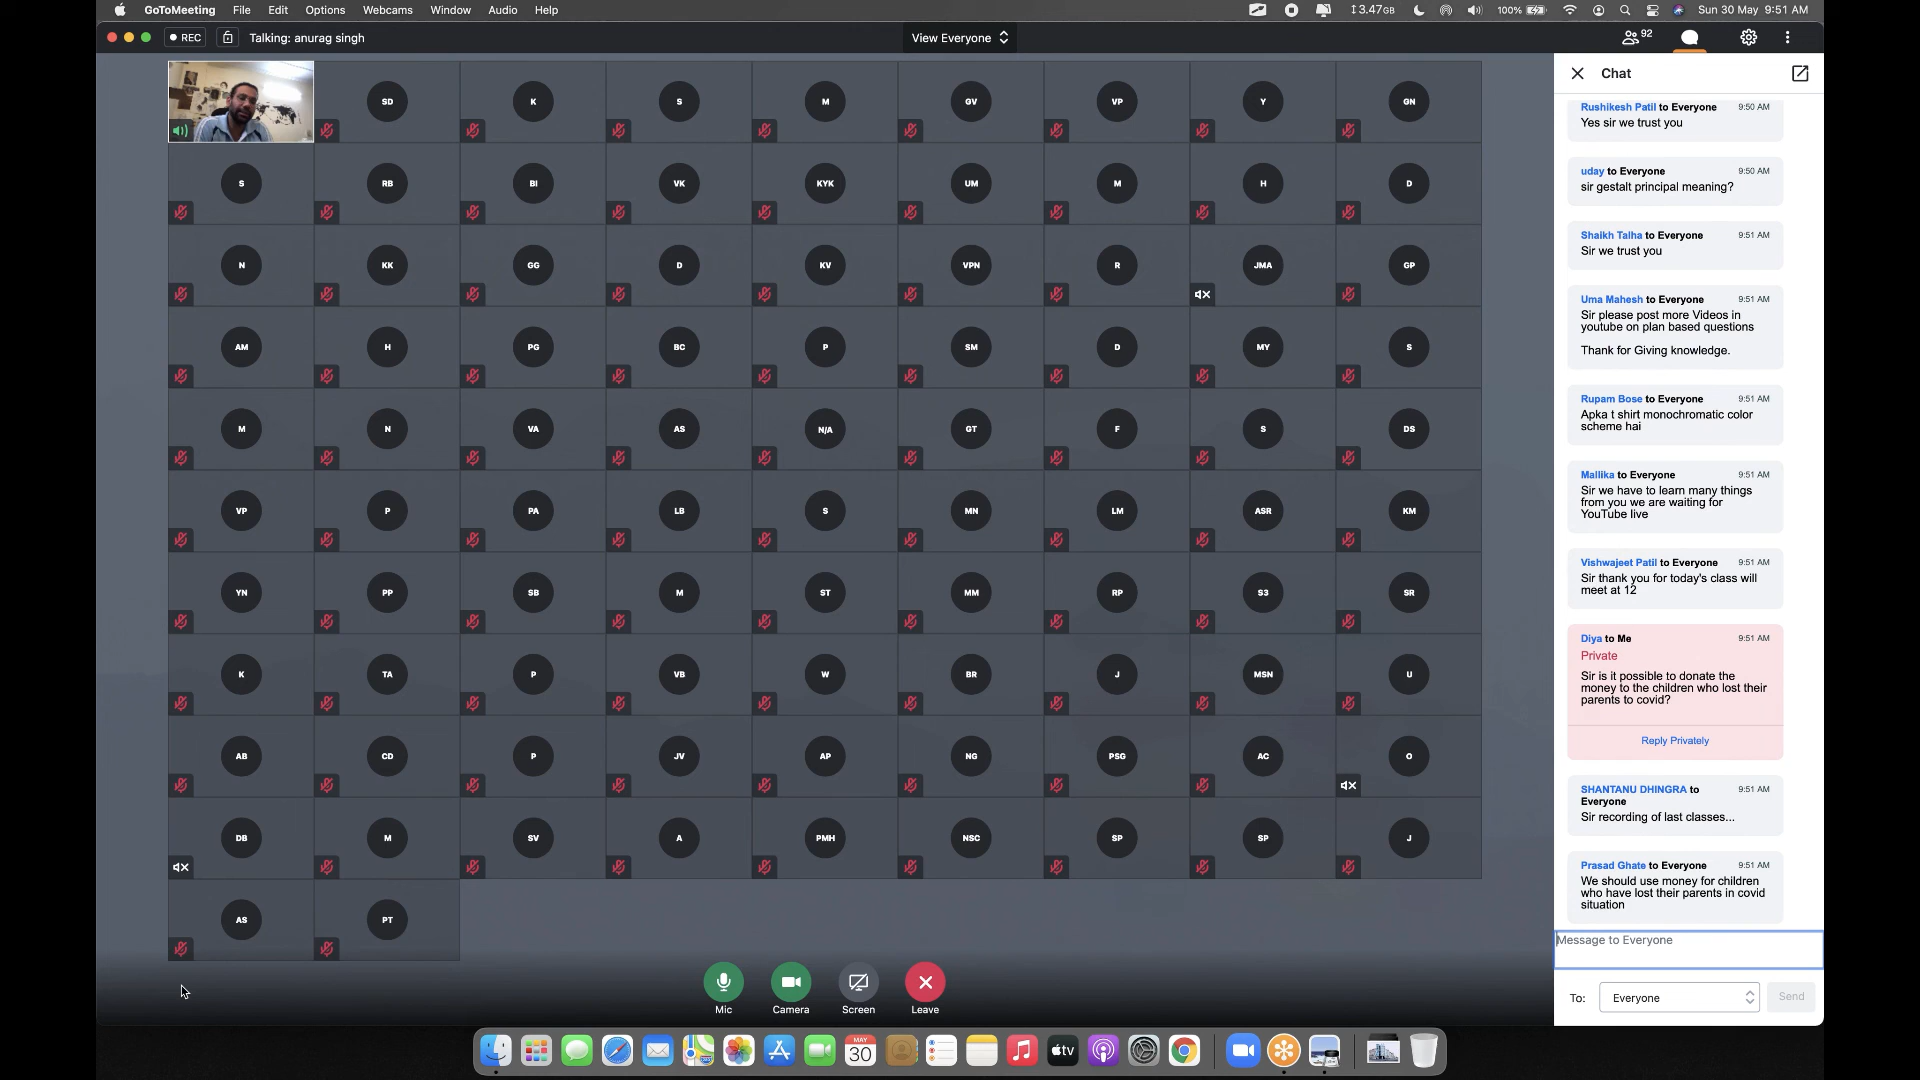 GoToMeeting File Edit Options Webcams Window Audio Help
3.47GB 100% Sun 30 May 9:51 AM
REC Talking: anurag singh View Everyone 92
SD K S M GV VP Y GN
S RB BI VK KYK UM M H D
N KK GG D KV VPN R JMA GP
AM H PG BC P SM D MY S
M N VA AS N/A GT F S DS
VP P PA LB S MN LM ASR KM
YN PP SB M ST MM RP S3 SR
K TA P VB W BR J MSN U
AB CD P JV AP NG PSG AC O
DB M SV A PMH NSC SP SP J
AS PT
Mic Camera Screen Leave
Chat
Rushikesh Patil to Everyone 9:50 AM
Yes sir we trust you
uday to Everyone 9:50 AM
sir gestalt principal meaning?
Shaikh Talha to Everyone 9:51 AM
Sir we trust you
Uma Mahesh to Everyone 9:51 AM
Sir please post more Videos in
youtube on plan based questions
Thank for Giving knowledge.
Rupam Bose to Everyone 9:51 AM
Apka t shirt monochromatic color
scheme hai
Mallika to Everyone 9:51 AM
Sir we have to learn many things
from you we are waiting for
YouTube live
Vishwajeet Patil to Everyone 9:51 AM
Sir thank you for today's class will
meet at 12
Diya to Me 9:51 AM
Private
Sir is it possible to donate the
money to the children who lost their
parents to covid?
Reply Privately
SHANTANU DHINGRA to 9:51 AM
Everyone
Sir recording of last classes...
Prasad Ghate to Everyone 9:51 AM
We should use money for children
who have lost their parents in covid
situation
Message to Everyone
To: Everyone Send
MAY
30
tv